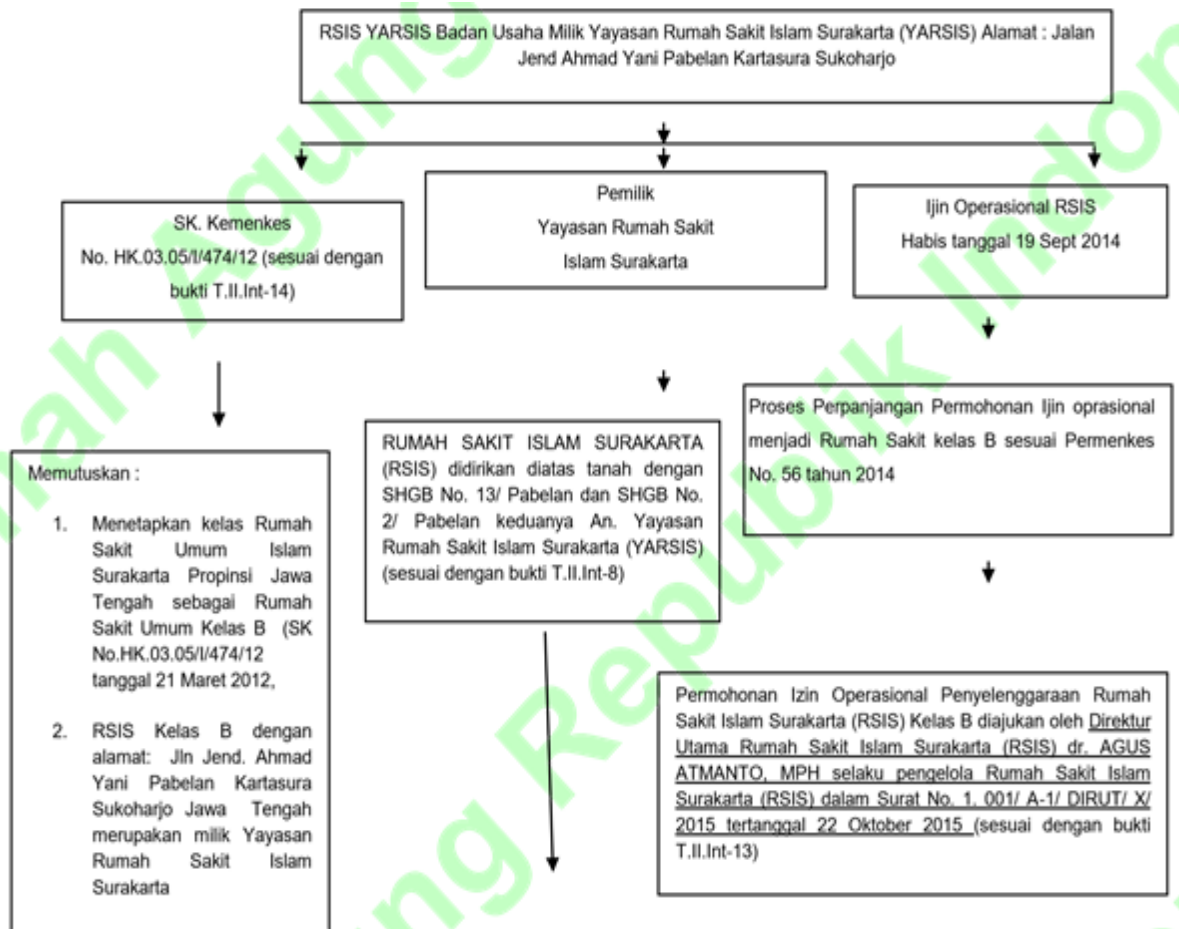 RSIS YARSIS Badan Usaha Milik Yayasan Rumah Sakit Islam Surakarta (YARSIS) Alamat : Jalan
Jend Ahmad Yani Pabelan Kartasura Sukoharjo
SK. Kemenkes
No. HK.03.05/I/474/12 (sesuai dengan
bukti T.II.Int-14)
Pemilik
Yayasan Rumah Sakit
Islam Surakarta
Ijin Operasional RSIS
Habis tanggal 19 Sept 2014
Memutuskan :
1. Menetapkan kelas Rumah
Sakit Umum Islam
Surakarta Propinsi Jawa
Tengah sebagai Rumah
Sakit Umum Kelas B (SK
No.HK.03.05/I/474/12
tanggal 21 Maret 2012,
2. RSIS Kelas B dengan
alamat: Jln Jend. Ahmad
Yani Pabelan Kartasura
Sukoharjo Jawa Tengah
merupakan milik Yayasan
Rumah Sakit Islam
Surakarta
RUMAH SAKIT ISLAM SURAKARTA
(RSIS) didirikan diatas tanah dengan
SHGB No. 13/ Pabelan dan SHGB No.
2/ Pabelan keduanya An. Yayasan
Rumah Sakit Islam Surakarta (YARSIS)
(sesuai dengan bukti T.II.Int-8)
Proses Perpanjangan Permohonan Ijin oprasional
menjadi Rumah Sakit kelas B sesuai Permenkes
No. 56 tahun 2014
Permohonan Izin Operasional Penyelenggaraan Rumah
Sakit Islam Surakarta (RSIS) Kelas B diajukan oleh Direktur
Utama Rumah Sakit Islam Surakarta (RSIS) dr. AGUS
ATMANTO, MPH selaku pengelola Rumah Sakit Islam
Surakarta (RSIS) dalam Surat No. 1. 001/ A-1/ DIRUT/ X/
2015 tertanggal 22 Oktober 2015 (sesuai dengan bukti
T.II.Int-13)
mah Agung
ung Republik Indon